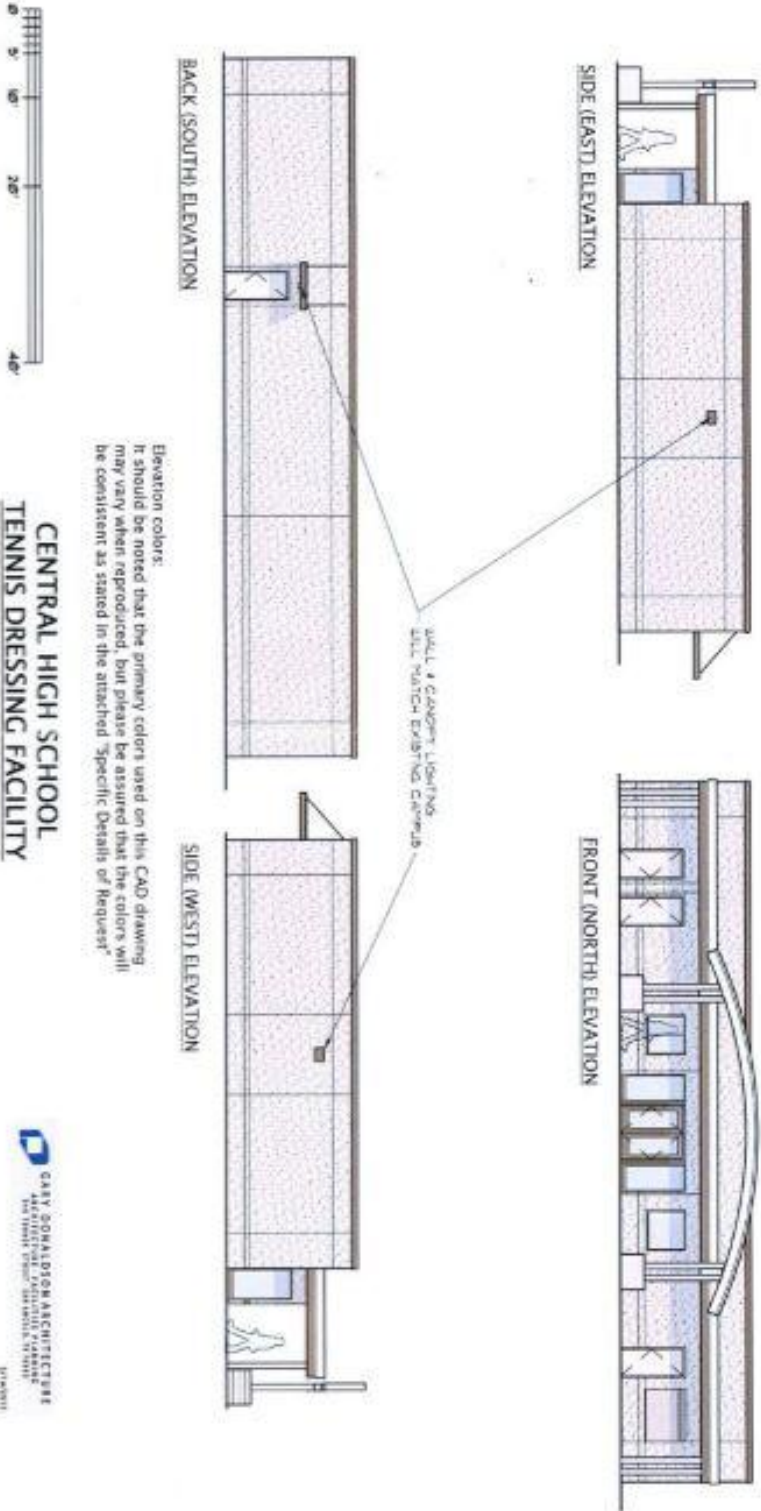 SIDE (EAST) ELEVATION
FRONT (NORTH) ELEVATION
WALL & CANOPY LIGHTING
WILL MATCH EXISTING CAMPUS
BACK (SOUTH) ELEVATION
SIDE (WEST) ELEVATION
Elevation colors:
It should be noted that the primary colors used on this CAD drawing
may vary when reproduced, but please be assured that the colors will
be consistent as stated in the attached "Specific Details of Request"
0 5' 10' 20' 40'
CENTRAL HIGH SCHOOL
TENNIS DRESSING FACILITY
GARY DONALDSON ARCHITECTURE
ARCHITECTURE FACILITIES PLANNING